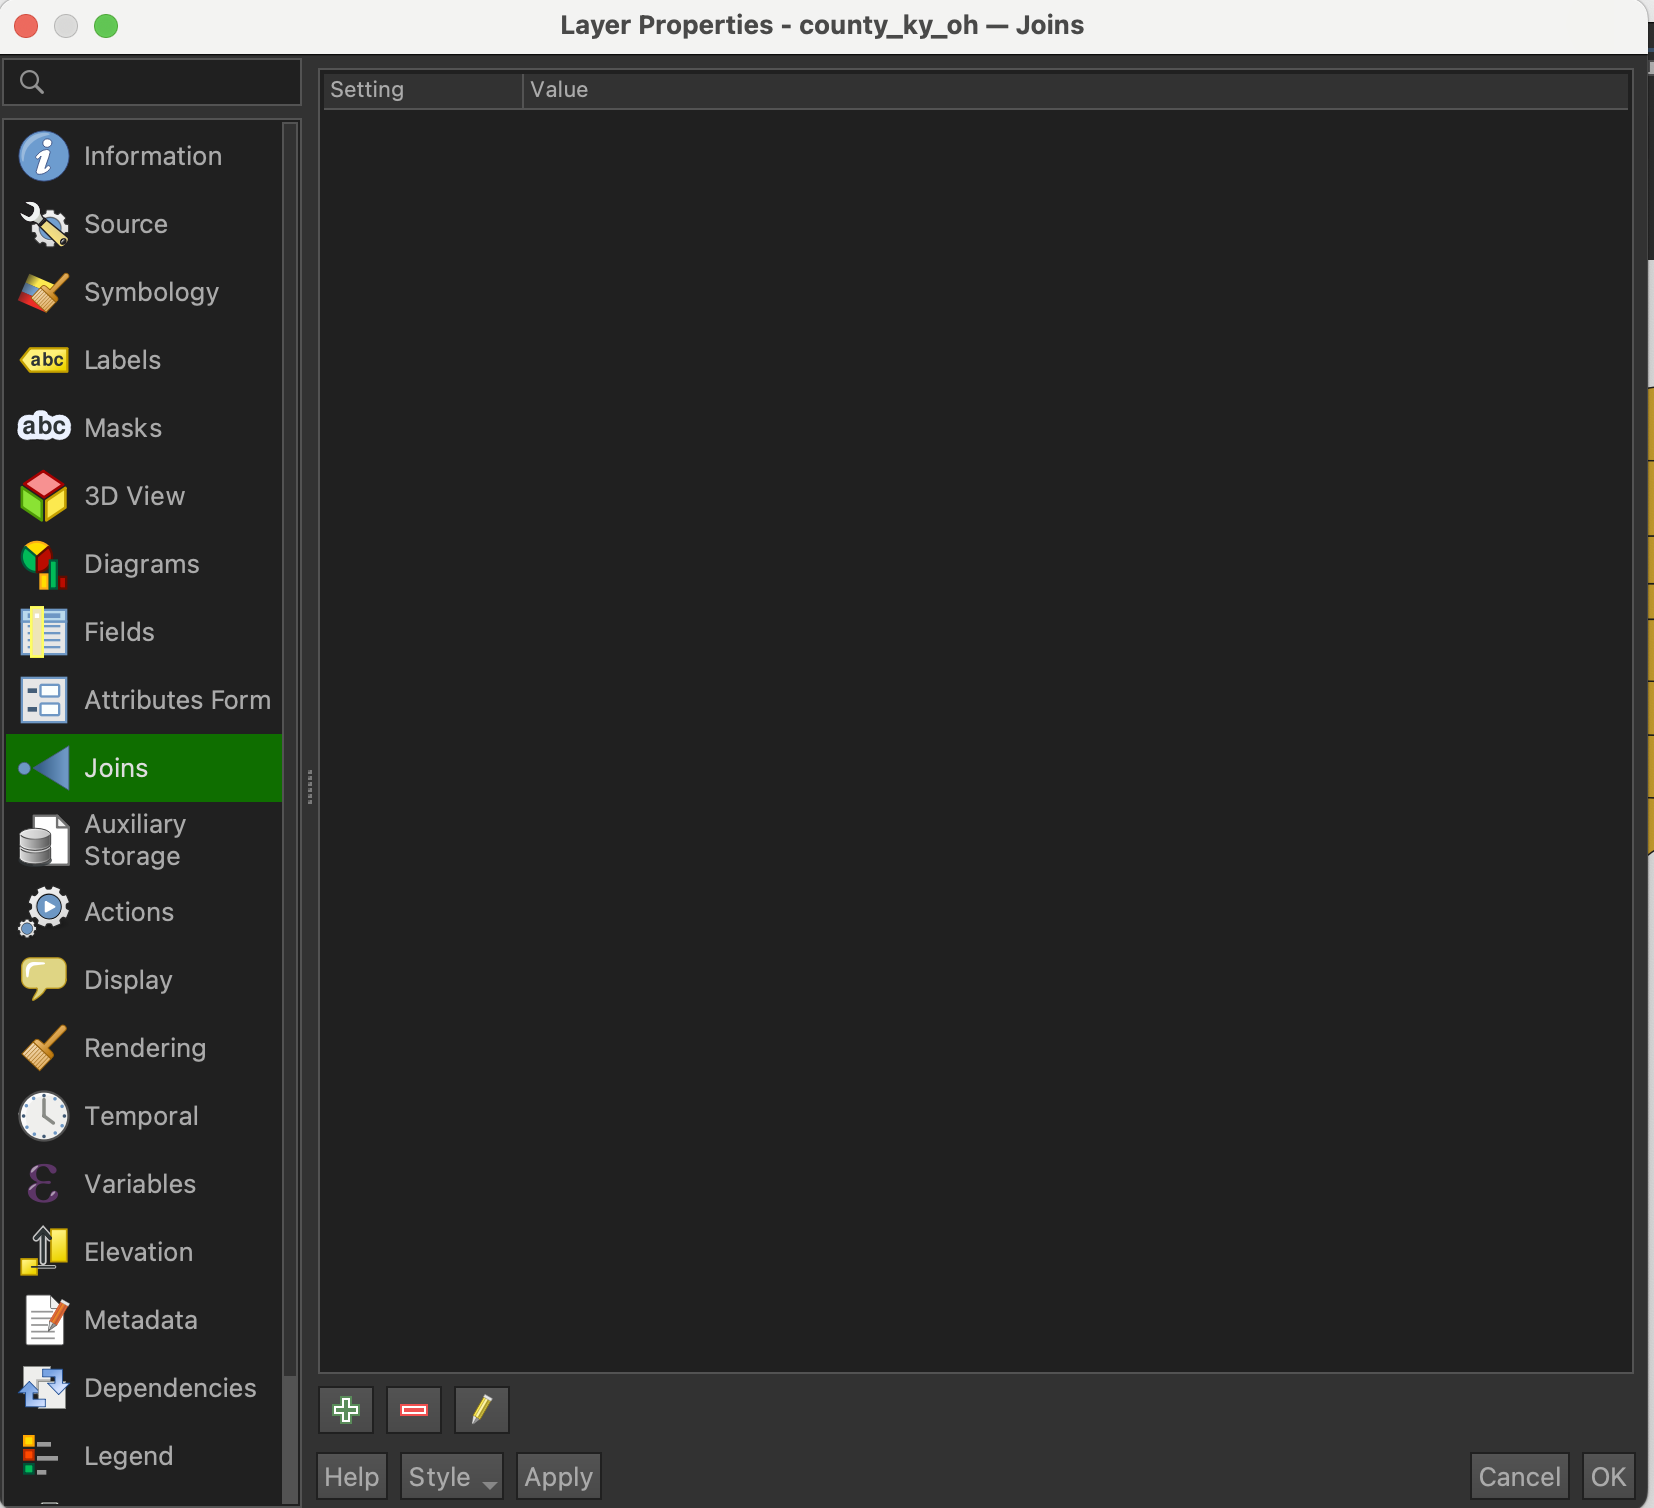 Layer Properties - county_ky_oh — Joins
Setting Value
Information
Source
Symbology
abc Labels
abc Masks
3D View
Diagrams
Fields
Attributes Form
Joins
Auxiliary
Storage
Actions
Display
Rendering
Temporal
ε Variables
Elevation
Metadata
Dependencies
Legend
Help Style Apply Cancel OK